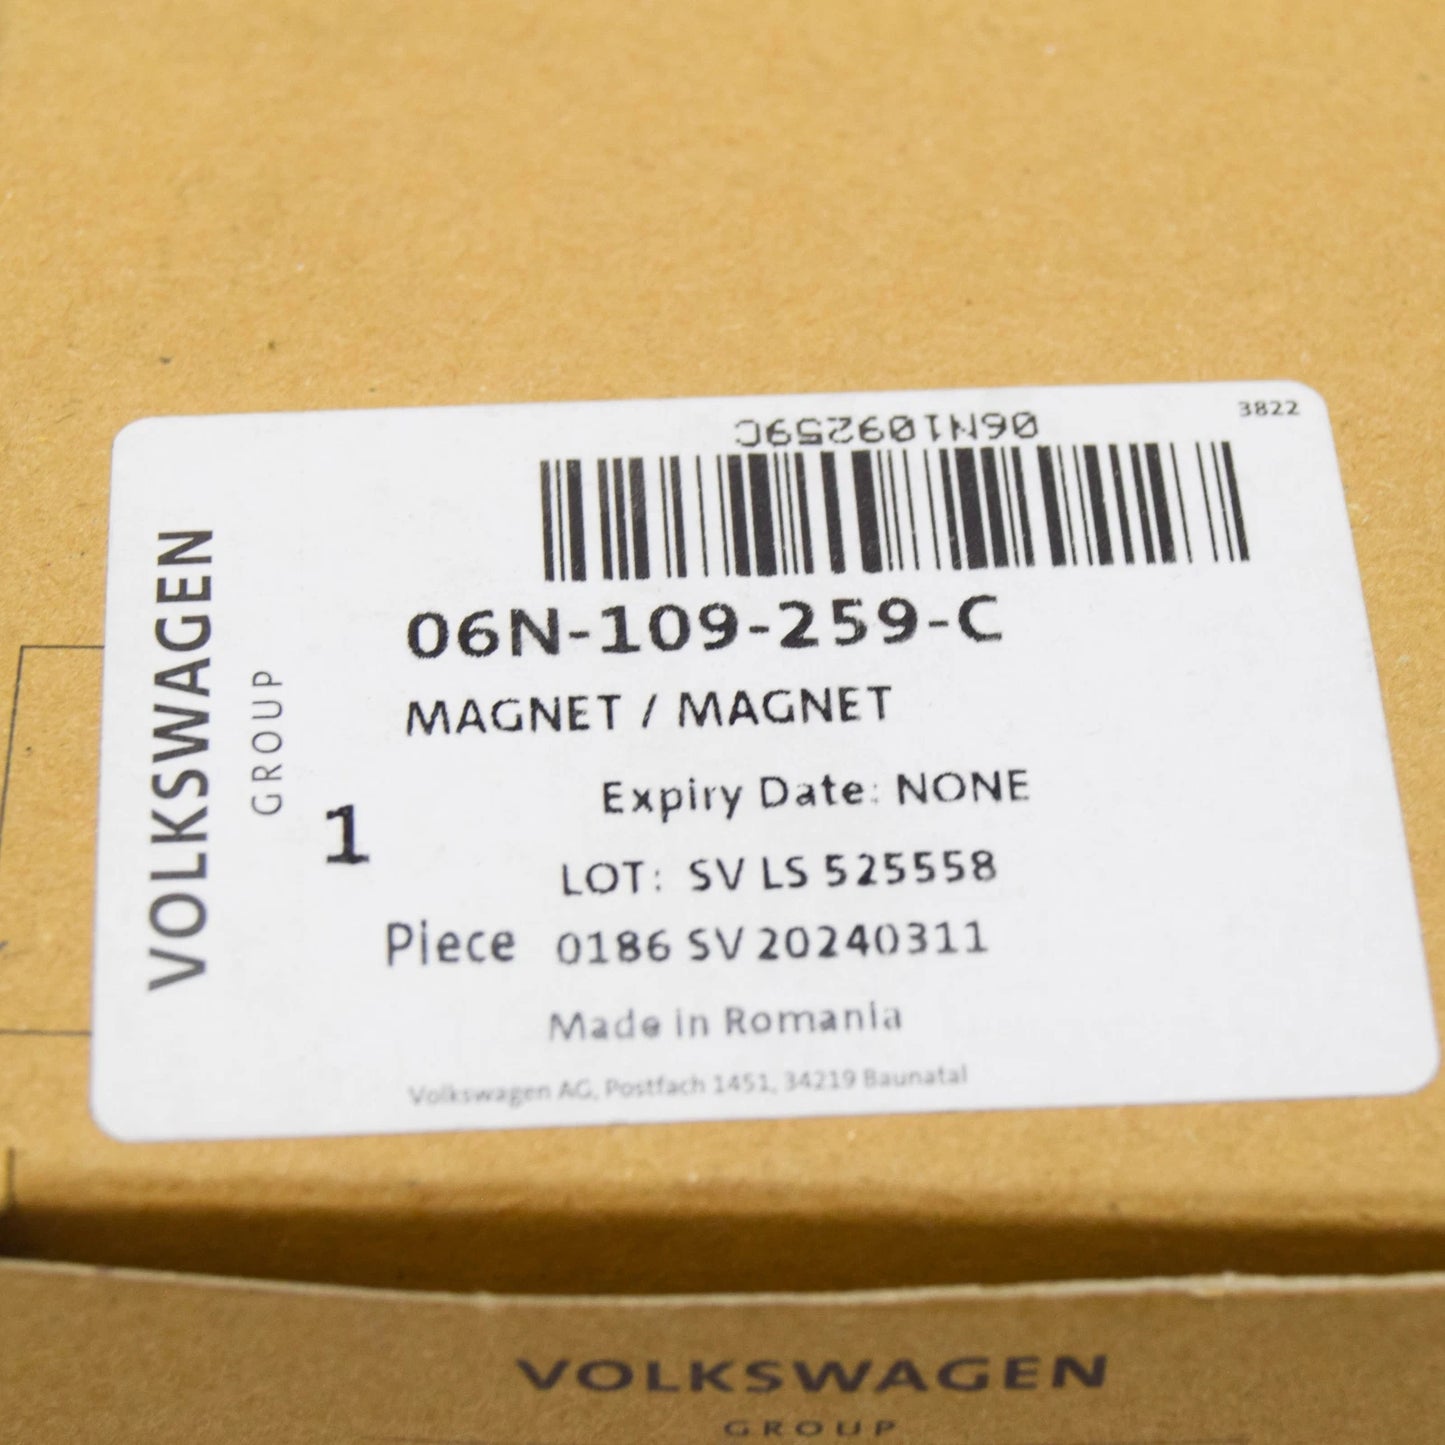 3822
06N109259C
VOLKSWAGEN
GROUP
06N-109-259-C
MAGNET / MAGNET
Expiry Date: NONE
1
LOT: SV LS 525558
Piece 0186 SV 20240311
Made in Romania
Volkswagen AG, Postfach 1451, 34219 Baunatal
VOLKSWAGEN
GROUP